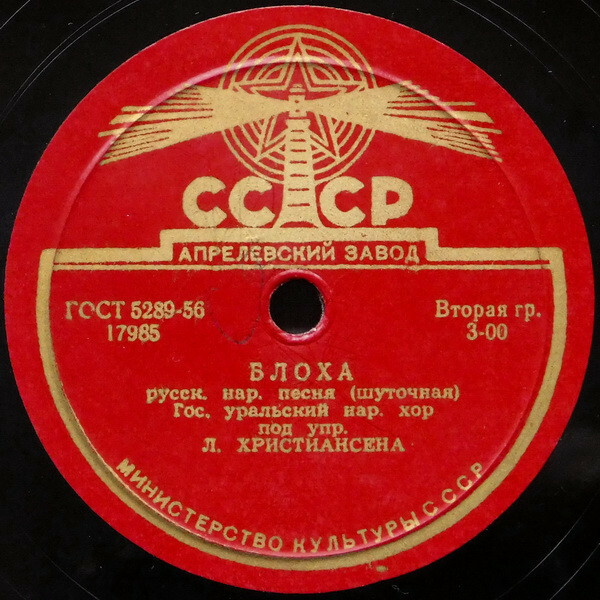 СССР
АПРЕЛЕВСКИЙ ЗАВОД
ГОСТ 5289-56
17985
Вторая гр.
3-00
БЛОХА
русск. нар. песня (шуточная)
Гос. уральский нар. хор
под упр.
Л. ХРИСТИАНСЕНА
МИНИСТЕРСТВО КУЛЬТУРЫ СССР